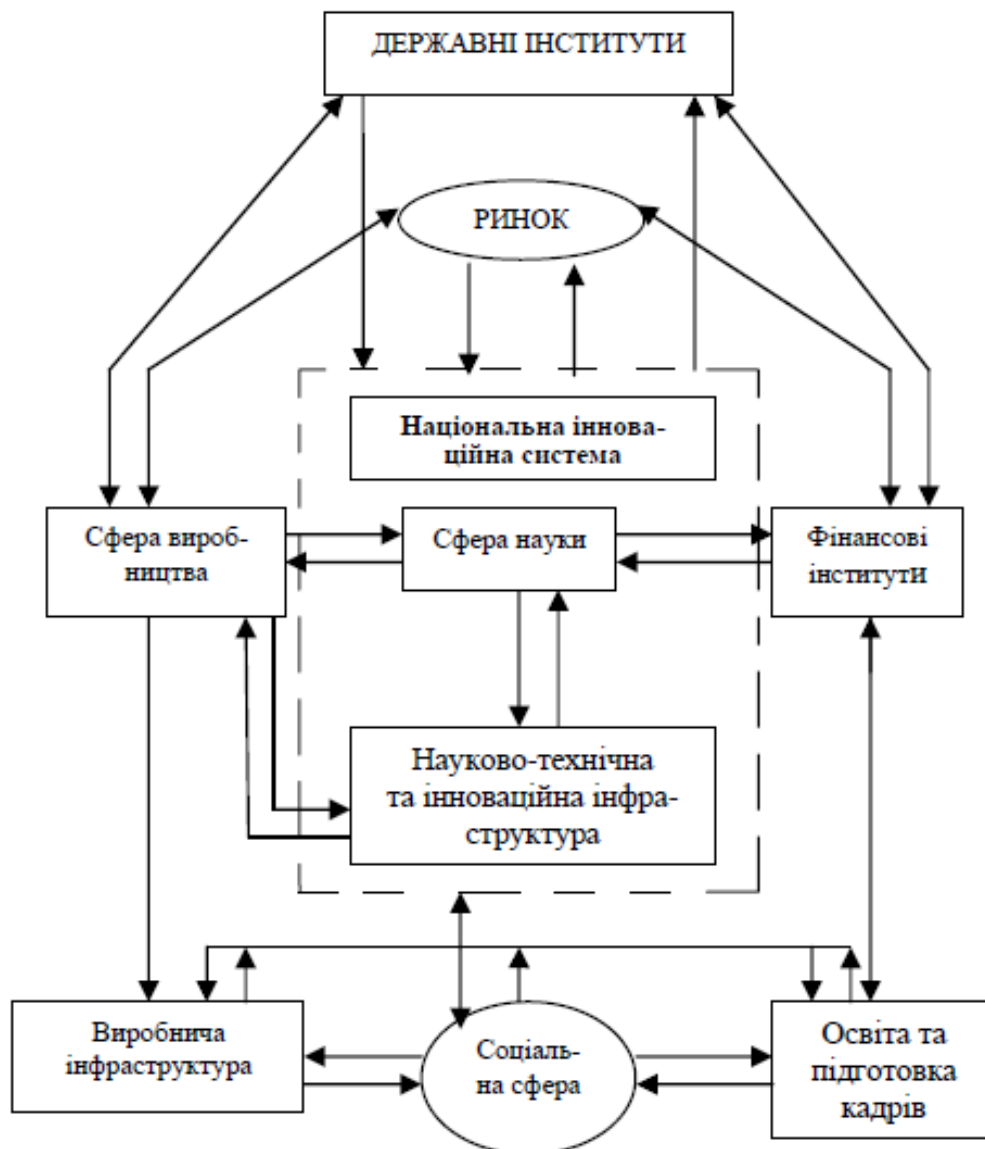 ДЕРЖАВНІ ІНСТИТУТИ
РИНОК
Національна іннова-
ційна система
Сфера вироб-
ництва
Сфера науки
Фінансові
інститути
Науково-технічна
та інноваційна інфра-
структура
Виробнича
інфраструктура
Соціаль-
на сфера
Освіта та
підготовка
кадрів